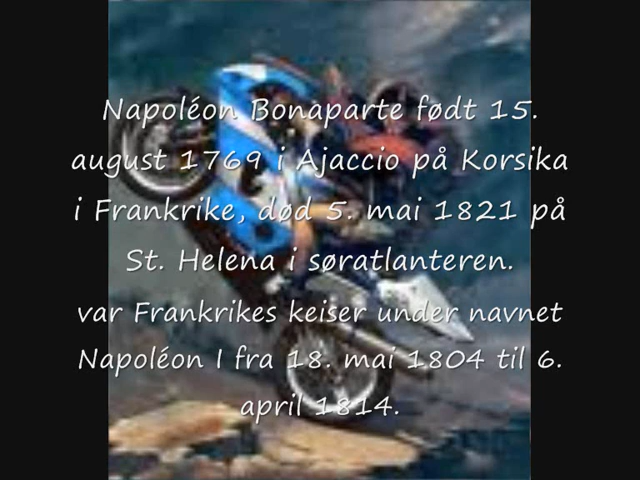 Napoléon Bonaparte født 15.
august 1769 i Ajaccio på Korsika
i Frankrike, død 5. mai 1821 på
St. Helena i søratlanteren.
var Frankrikes keiser under navnet
Napoléon I fra 18. mai 1804 til 6.
april 1814.